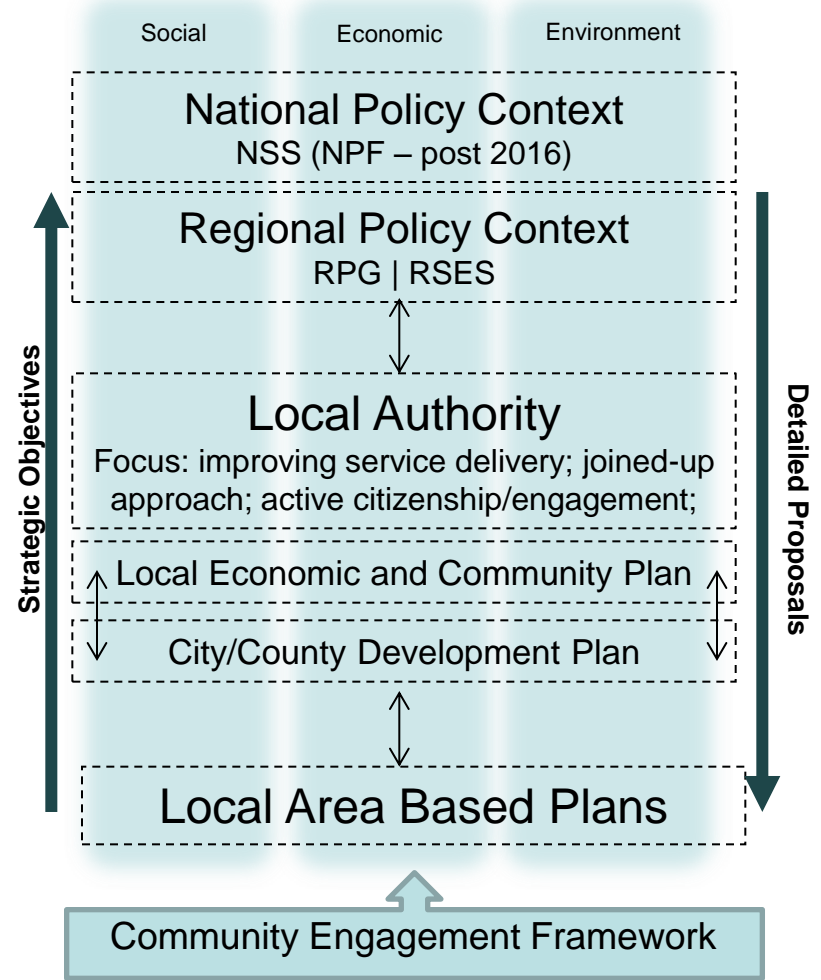 Social
Economic
Environment
National Policy Context
NSS (NPF – post 2016)
Regional Policy Context
RPG | RSES
Strategic Objectives
Detailed Proposals
Local Authority
Focus: improving service delivery; joined-up
approach; active citizenship/engagement;
Local Economic and Community Plan
City/County Development Plan
Local Area Based Plans
Community Engagement Framework